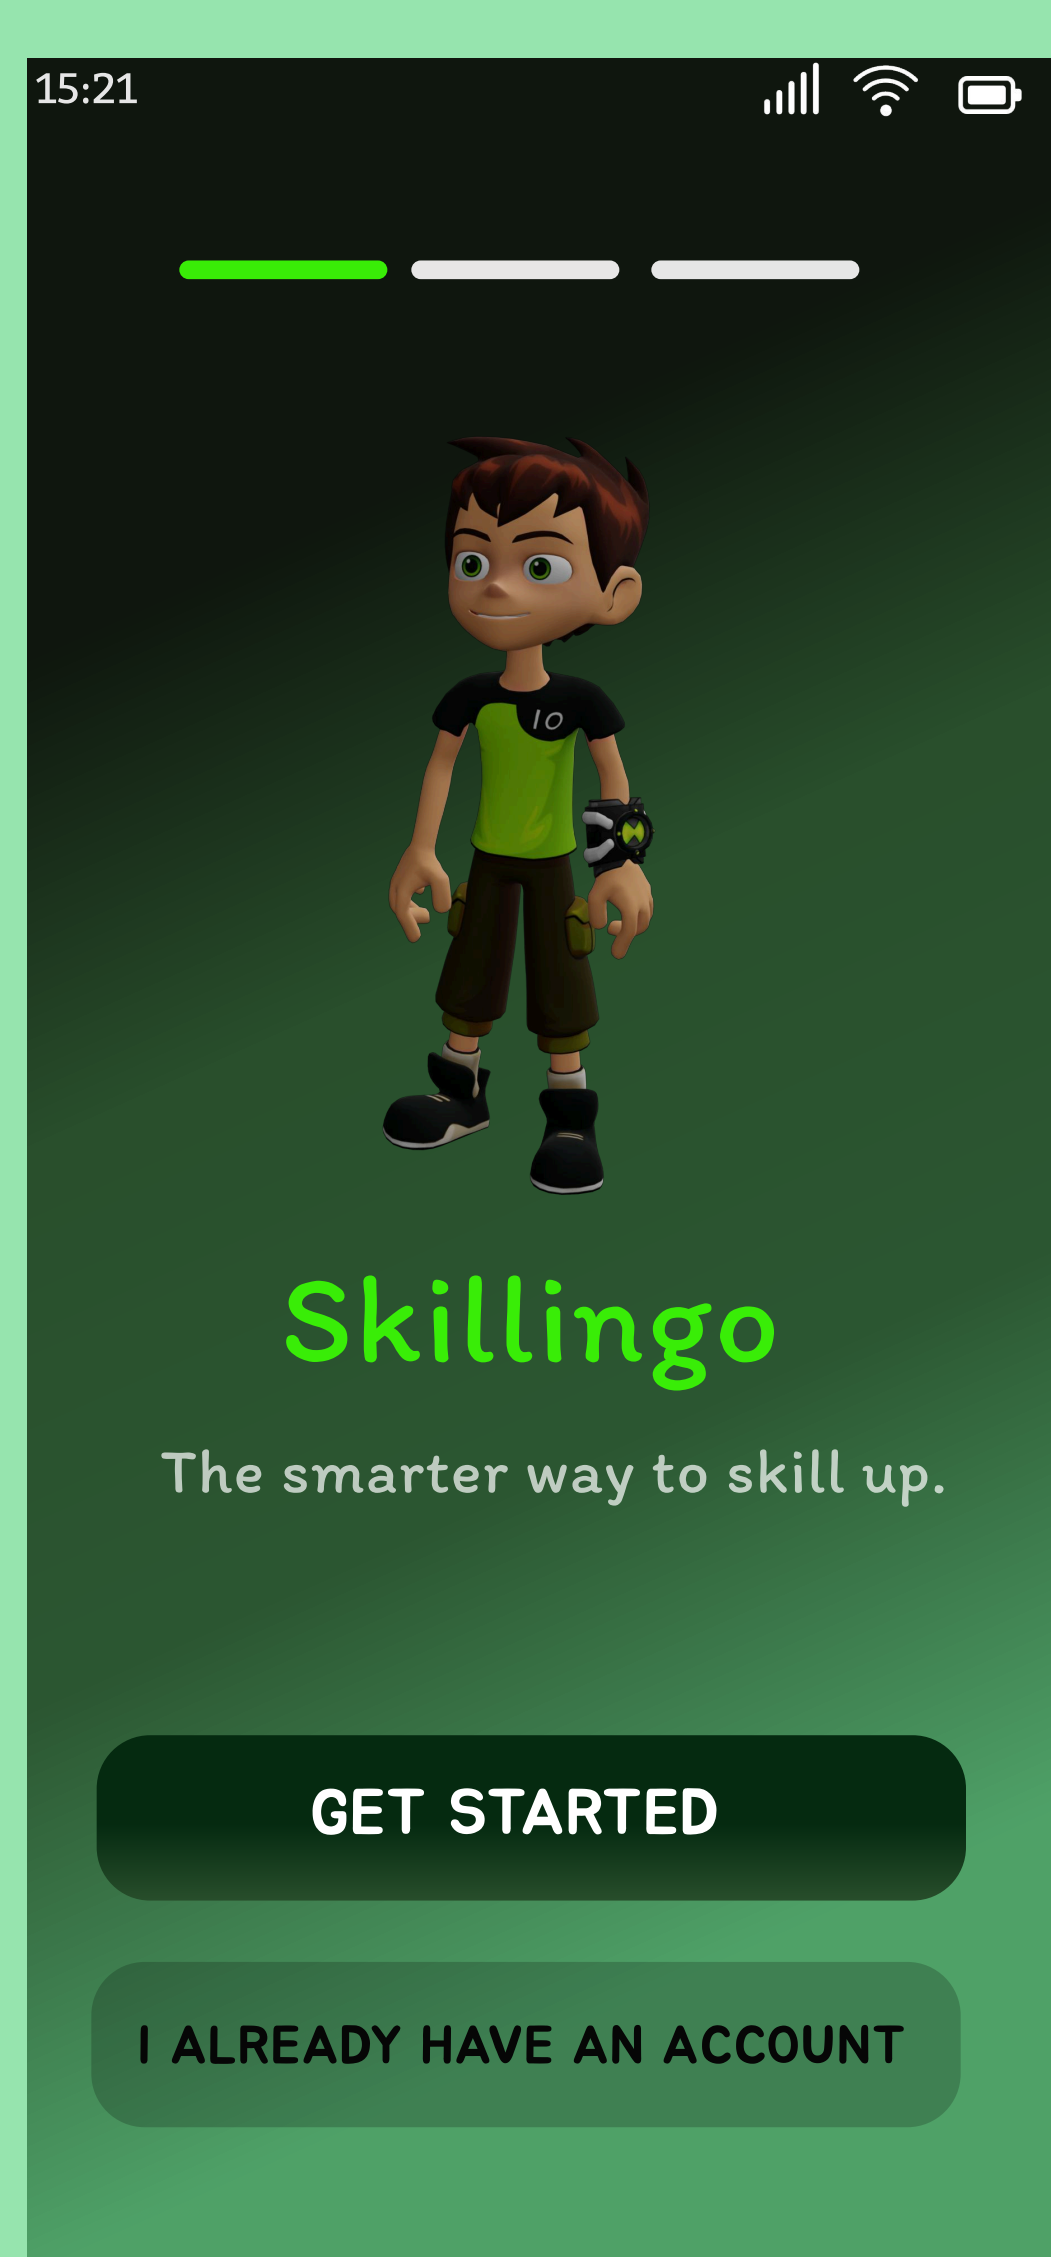 15:21
10
Skillingo
The smarter way to skill up.
GET STARTED
I ALREADY HAVE AN ACCOUNT